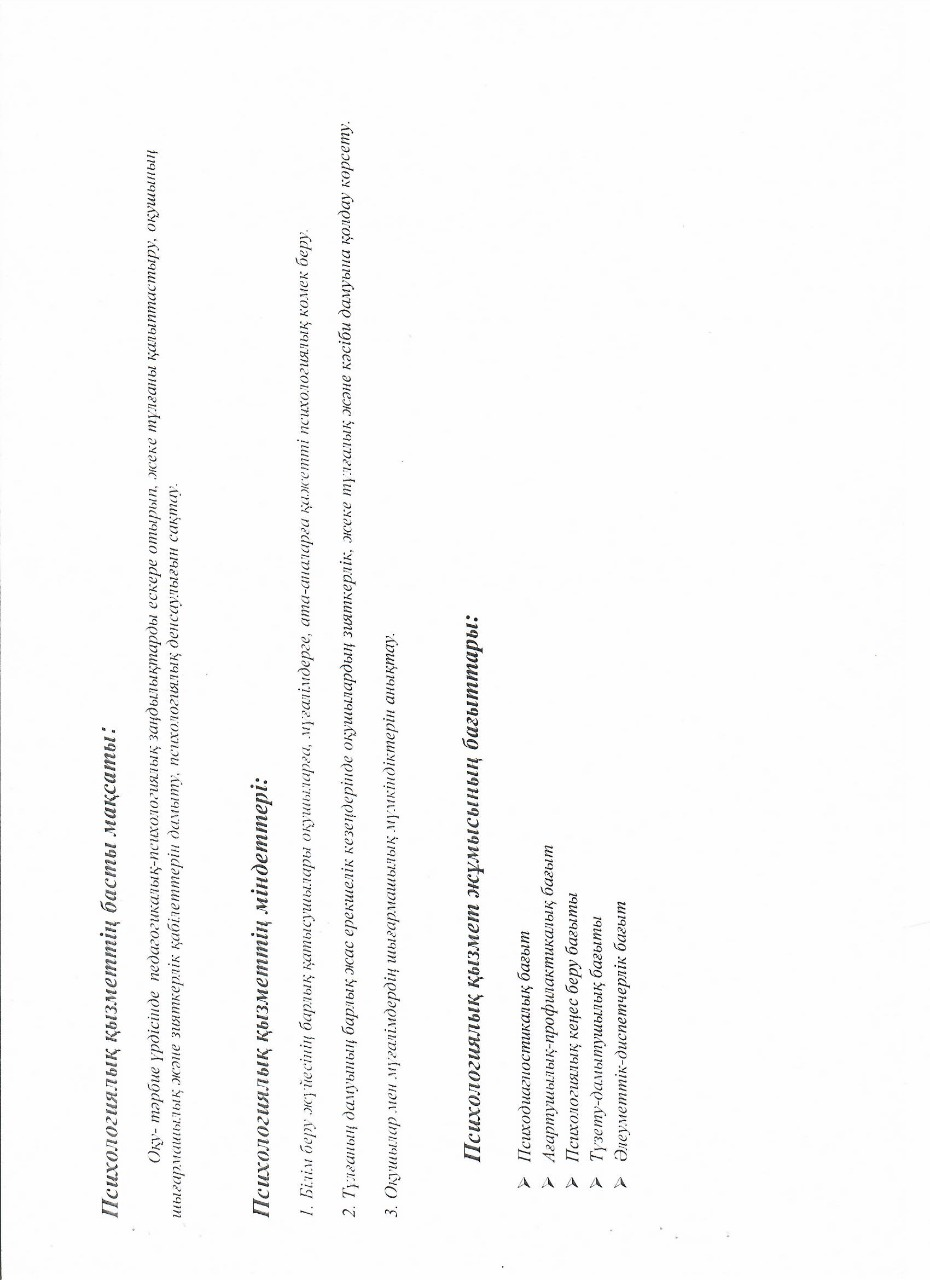 Психологиялық қызметтің басты мақсаты:
Оқу- тәрбие үрдісінде педагогикалық-психологиялық заңдылықтарды ескере отырып, жеке тұлғаны қалыптастыру, оқушының
шығармашылық және зияткерлік қабілеттерін дамыту, психологиялық денсаулығын сақтау.
Психологиялық қызметтің міндеттері:
1. Білім беру жүйесінің барлық қатысушылары оқушыларға, мұғалімдерге, ата-аналарға қажетті психологиялық көмек беру.
2. Тұлғаның дамуының барлық жас ерекшелік кезеңдерінде оқушылардың зияткерлік, жеке тұлғалық және кәсіби дамуына қолдау көрсету.
3. Оқушылар мен мұғалімдердің шығармашылық мүмкіндіктерін анықтау.
Психологиялық қызмет жұмысының бағыттары:
➢ Психодиагностикалық бағыт
➢ Ағартушылық-профилактикалық бағыт
➢ Психологиялық кеңес беру бағыты
➢ Түзету-дамытушылық бағыты
➢ Әлеуметтік-диспетчерлік бағыт